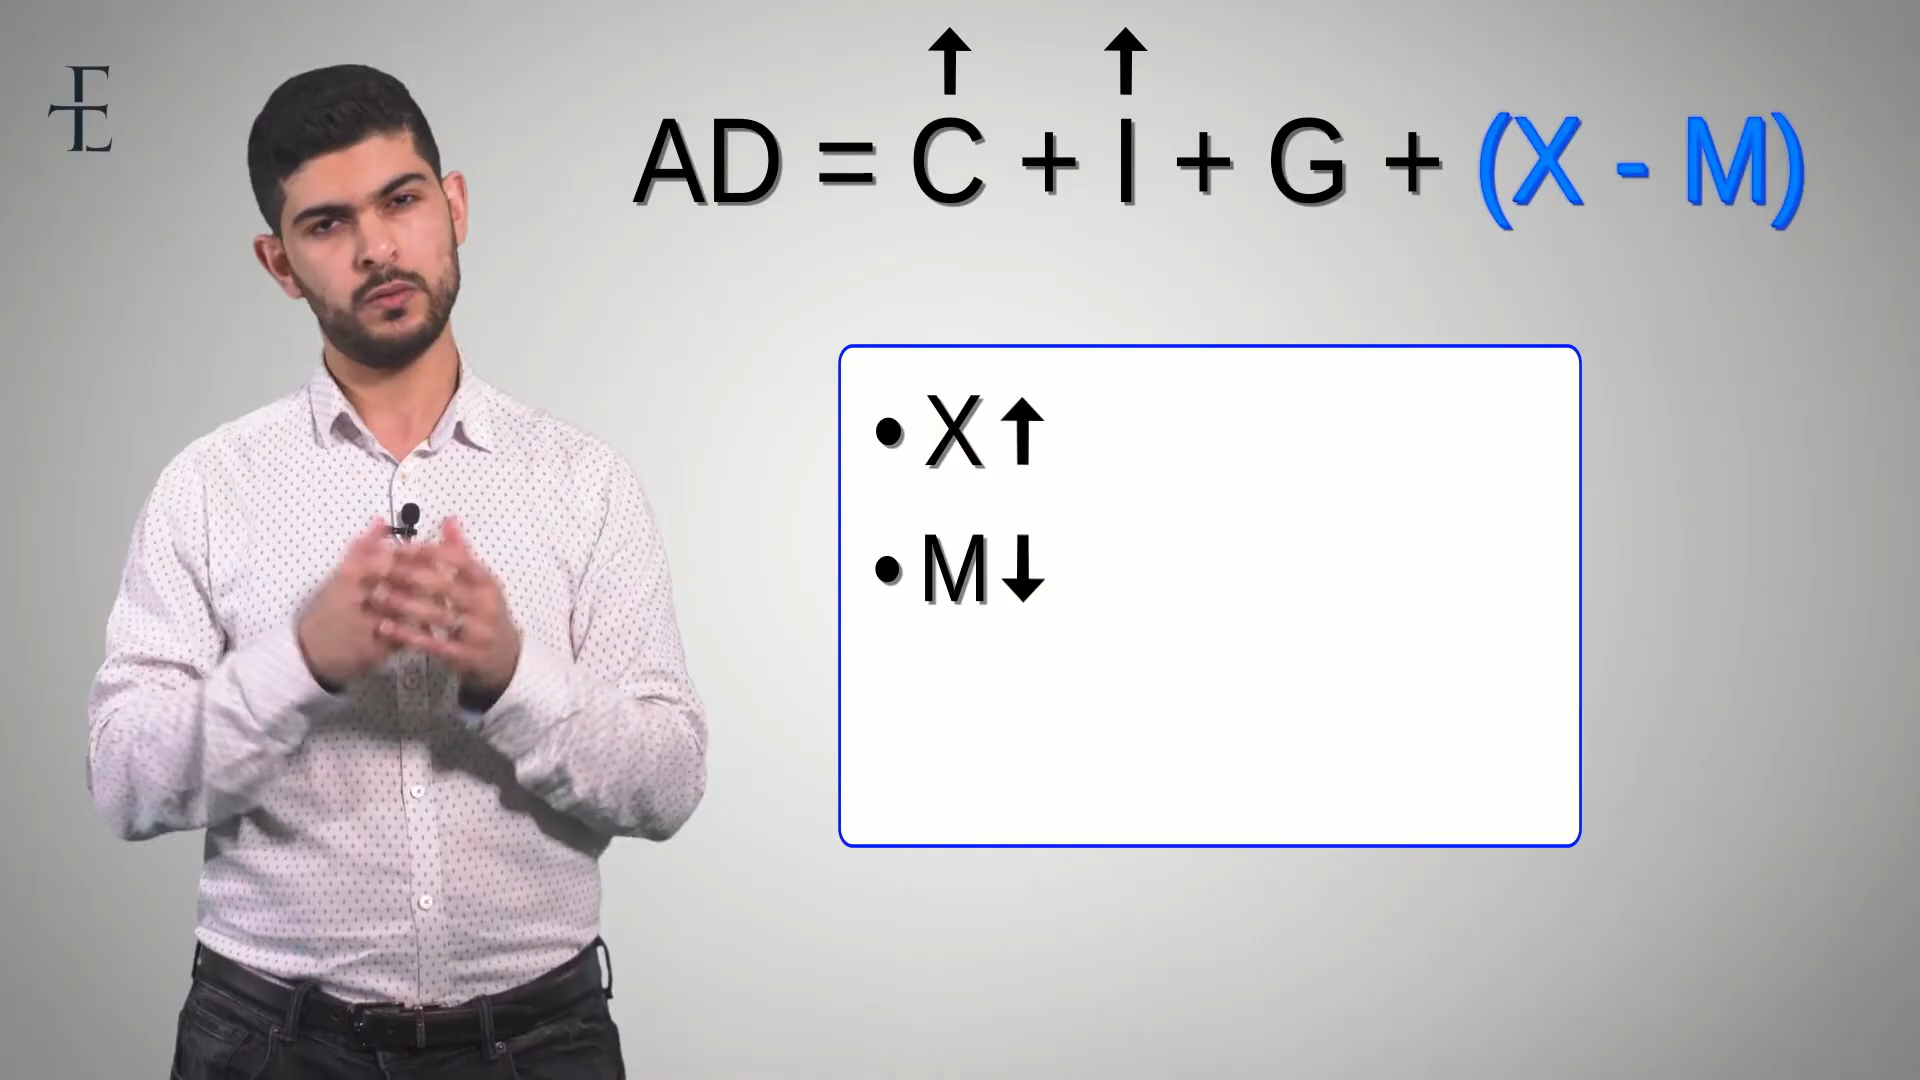 AD = C + I + G + (X - M)
• X↑
• M↓